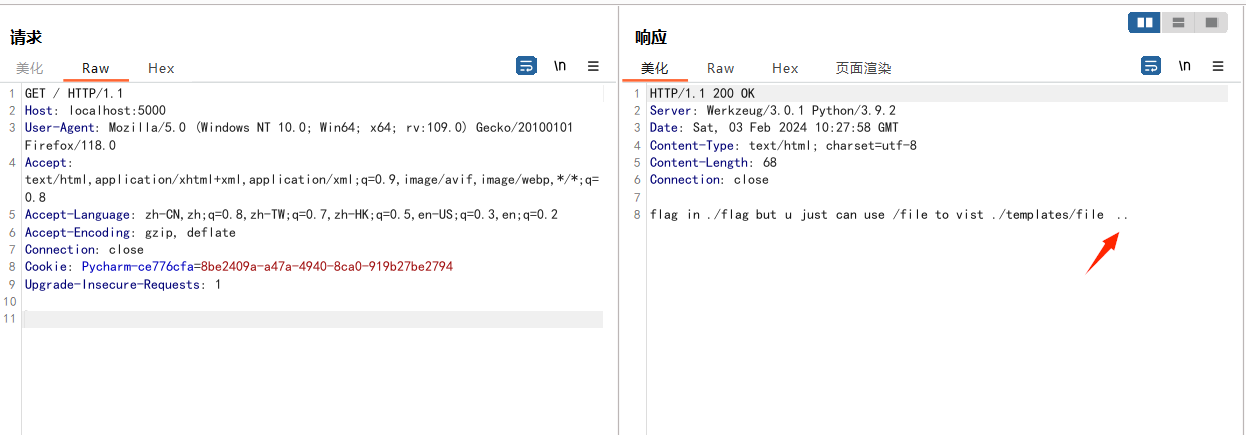 请求
美化 Raw Hex \n
1 GET / HTTP/1.1
2 Host: localhost:5000
3 User-Agent: Mozilla/5.0 (Windows NT 10.0; Win64; x64; rv:109.0) Gecko/20100101
Firefox/118.0
4 Accept:
text/html,application/xhtml+xml,application/xml;q=0.9,image/avif,image/webp,*/*;q=
0.8
5 Accept-Language: zh-CN,zh;q=0.8,zh-TW;q=0.7,zh-HK;q=0.5,en-US;q=0.3,en;q=0.2
6 Accept-Encoding: gzip, deflate
7 Connection: close
8 Cookie: Pycharm-ce776cfa=8be2409a-a47a-4940-8ca0-919b27be2794
9 Upgrade-Insecure-Requests: 1
10
11
响应
美化 Raw Hex 页面渲染 \n
1 HTTP/1.1 200 OK
2 Server: Werkzeug/3.0.1 Python/3.9.2
3 Date: Sat, 03 Feb 2024 10:27:58 GMT
4 Content-Type: text/html; charset=utf-8
5 Content-Length: 68
6 Connection: close
7
8 flag in ./flag but u just can use /file to vist ./templates/file ..